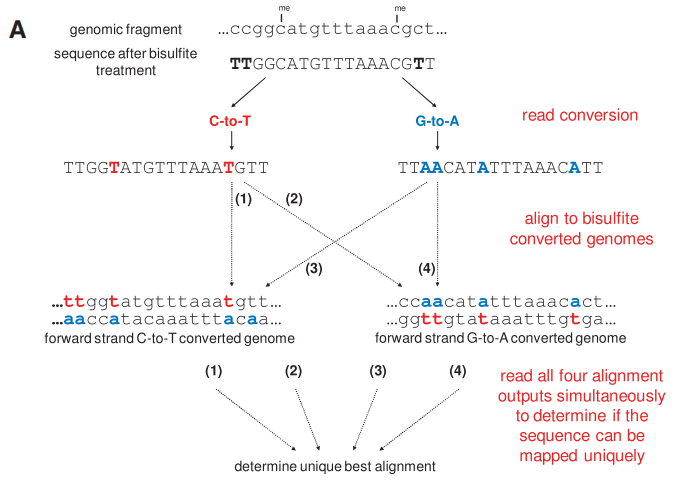 A
me me
genomic fragment
...ccggcatgtttaaacgct...
sequence after bisulfite
treatment
TTGGCATGTTTAAACGTT
C-to-T
G-to-A
read conversion
TTGGTATGTTTAAATGTT
TTAACATATTTAAACATT
(1)
(2)
align to bisulfite
converted genomes
(3)
(4)
...ttggtatgtttaaatgtt...
...ccaacatatttaaacact...
...aaccatacaaatttacaa...
...ggttgtataaatttgtga...
forward strand C-to-T converted genome
forward strand G-to-A converted genome
(1) (2) (3) (4)
read all four alignment
outputs simultaneously
to determine if the
sequence can be
mapped uniquely
determine unique best alignment